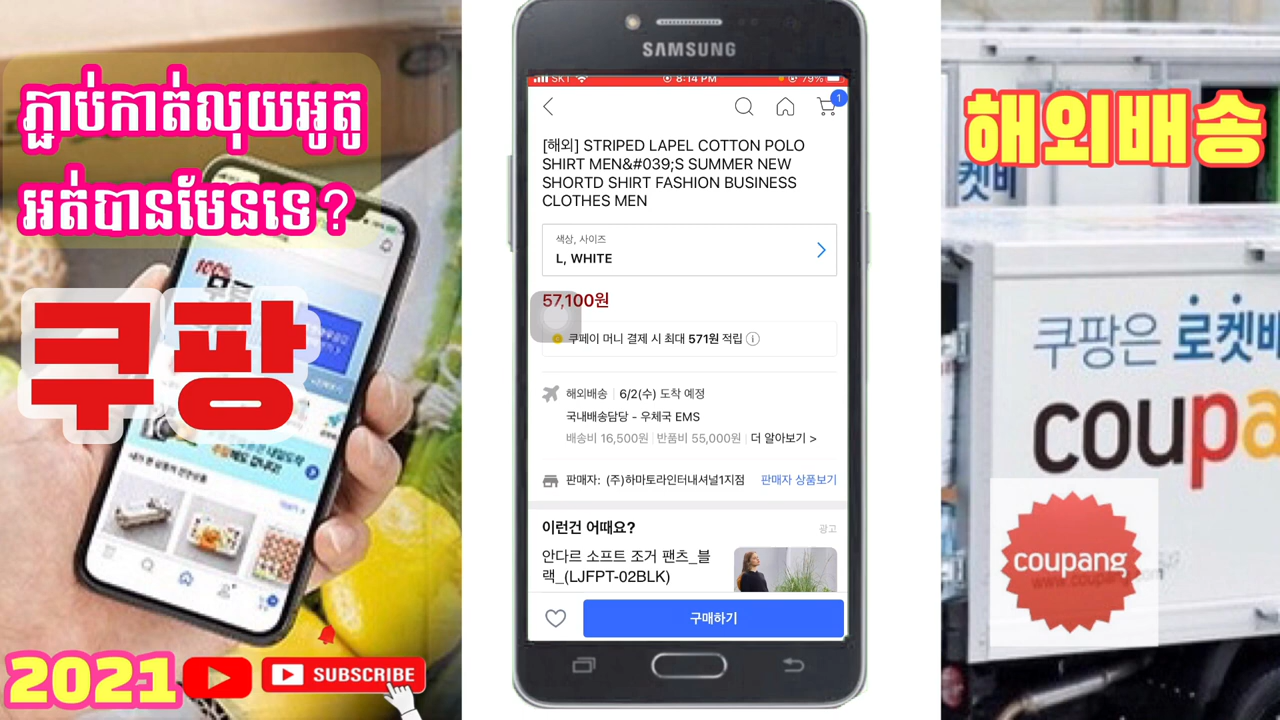 ភ្ជាប់កាត់លុយអូតូ
អត់បានមែនទេ?
쿠팡
100%
2021
SUBSCRIBE
SAMSUNG
SKT
8:14 PM
79%
1
[해외] STRIPED LAPEL COTTON POLO
SHIRT MEN&#039;S SUMMER NEW
SHORTD SHIRT FASHION BUSINESS
CLOTHES MEN
색상, 사이즈
L, WHITE
57,100원
쿠페이 머니 결제 시 최대 571원 적립
해외배송 | 6/2(수) 도착 예정
국내배송담당 - 우체국 EMS
배송비 16,500원 | 반품비 55,000원 | 더 알아보기 >
판매자: (주)하마토라인터내셔널1지점 판매자 상품보기
이런건 어때요? 광고
안다르 소프트 조거 팬츠_블
랙_(LJFPT-02BLK)
구매하기
해외배송
로켓배
쿠팡은 로켓배
coupa
coupang
www.coupang.com